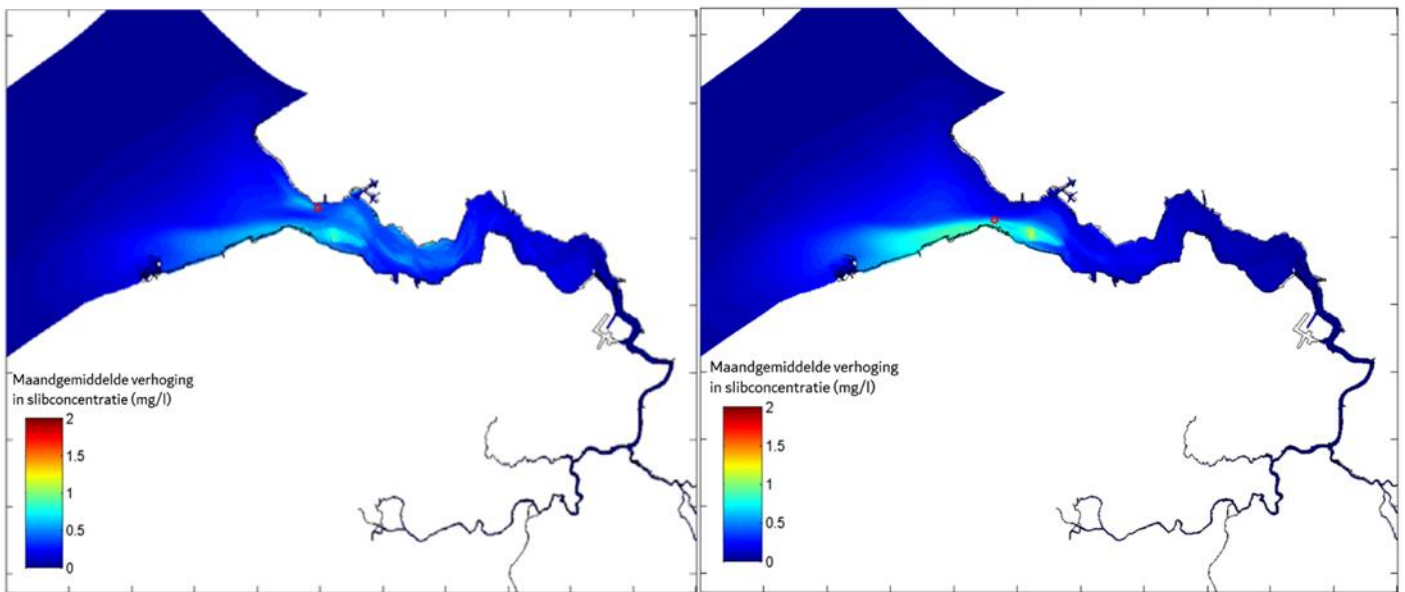 Maandgemiddelde verhoging
in slibconcentratie (mg/l)
2
1.5
1
0.5
0
Maandgemiddelde verhoging
in slibconcentratie (mg/l)
2
1.5
1
0.5
0